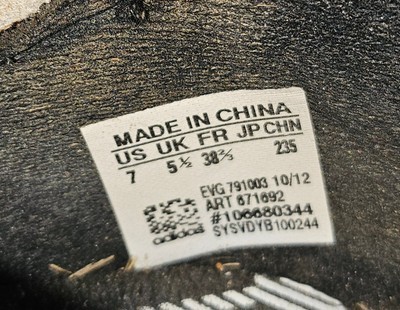 MADE IN CHINA
US UK FR JP CHN
7 5½ 38⅔ 235
EVG 791003 10/12
ART 671692
#106680344
adidas
SYSVDYB100244